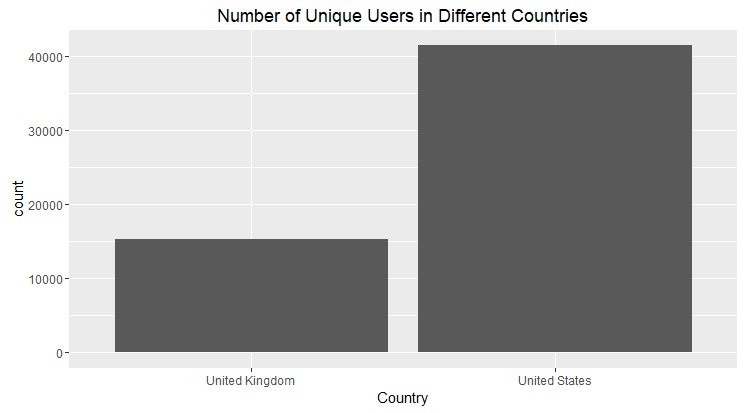 Number of Unique Users in Different Countries
count
40000
30000
20000
10000
0
United Kingdom United States
Country